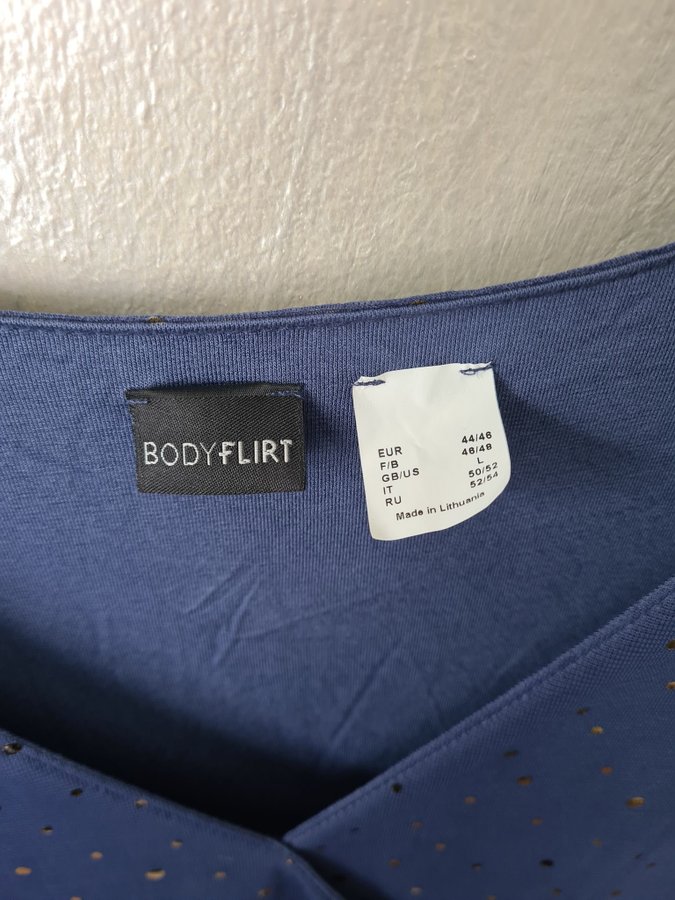 BODYFLIRT
EUR 44/46
F/B 46/48
GB/US L
IT 50/52
RU 52/54
Made in Lithuania